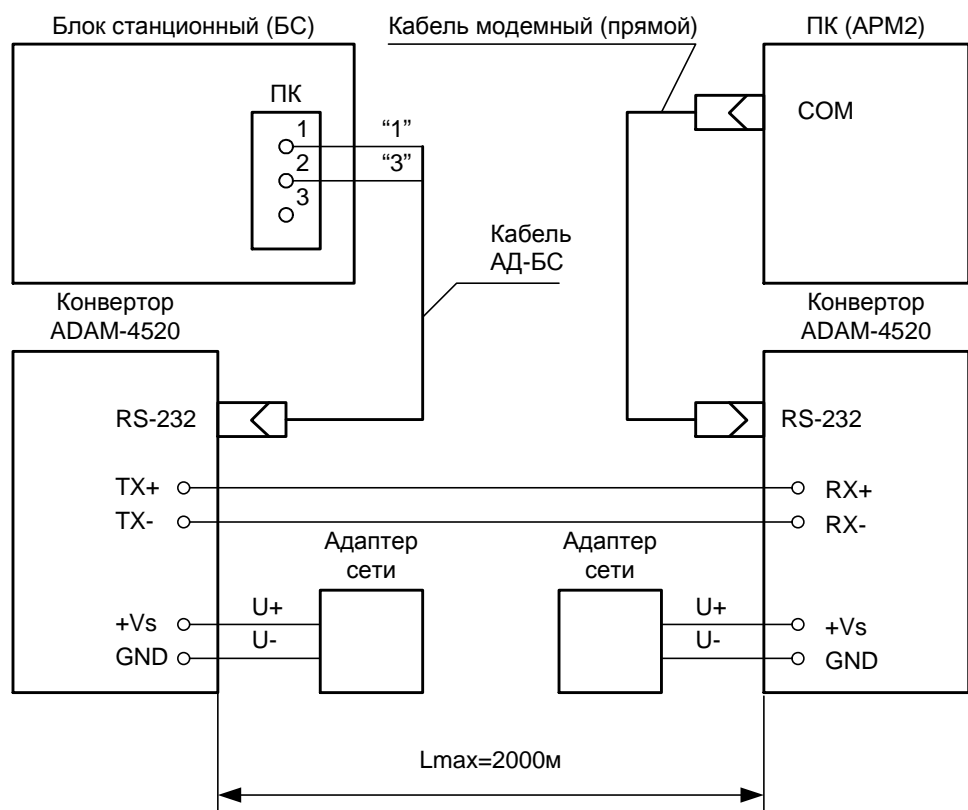 Блок станционный (БС)
Кабель модемный (прямой)
ПК (АРМ2)
ПК
1
“1”
2
“3”
3
COM
Кабель
АД-БС
Конвертор
ADAM-4520
Конвертор
ADAM-4520
RS-232
RS-232
TX+
RX+
TX-
RX-
Адаптер
сети
Адаптер
сети
+Vs
U+
U+
+Vs
GND
U-
U-
GND
Lmax=2000м